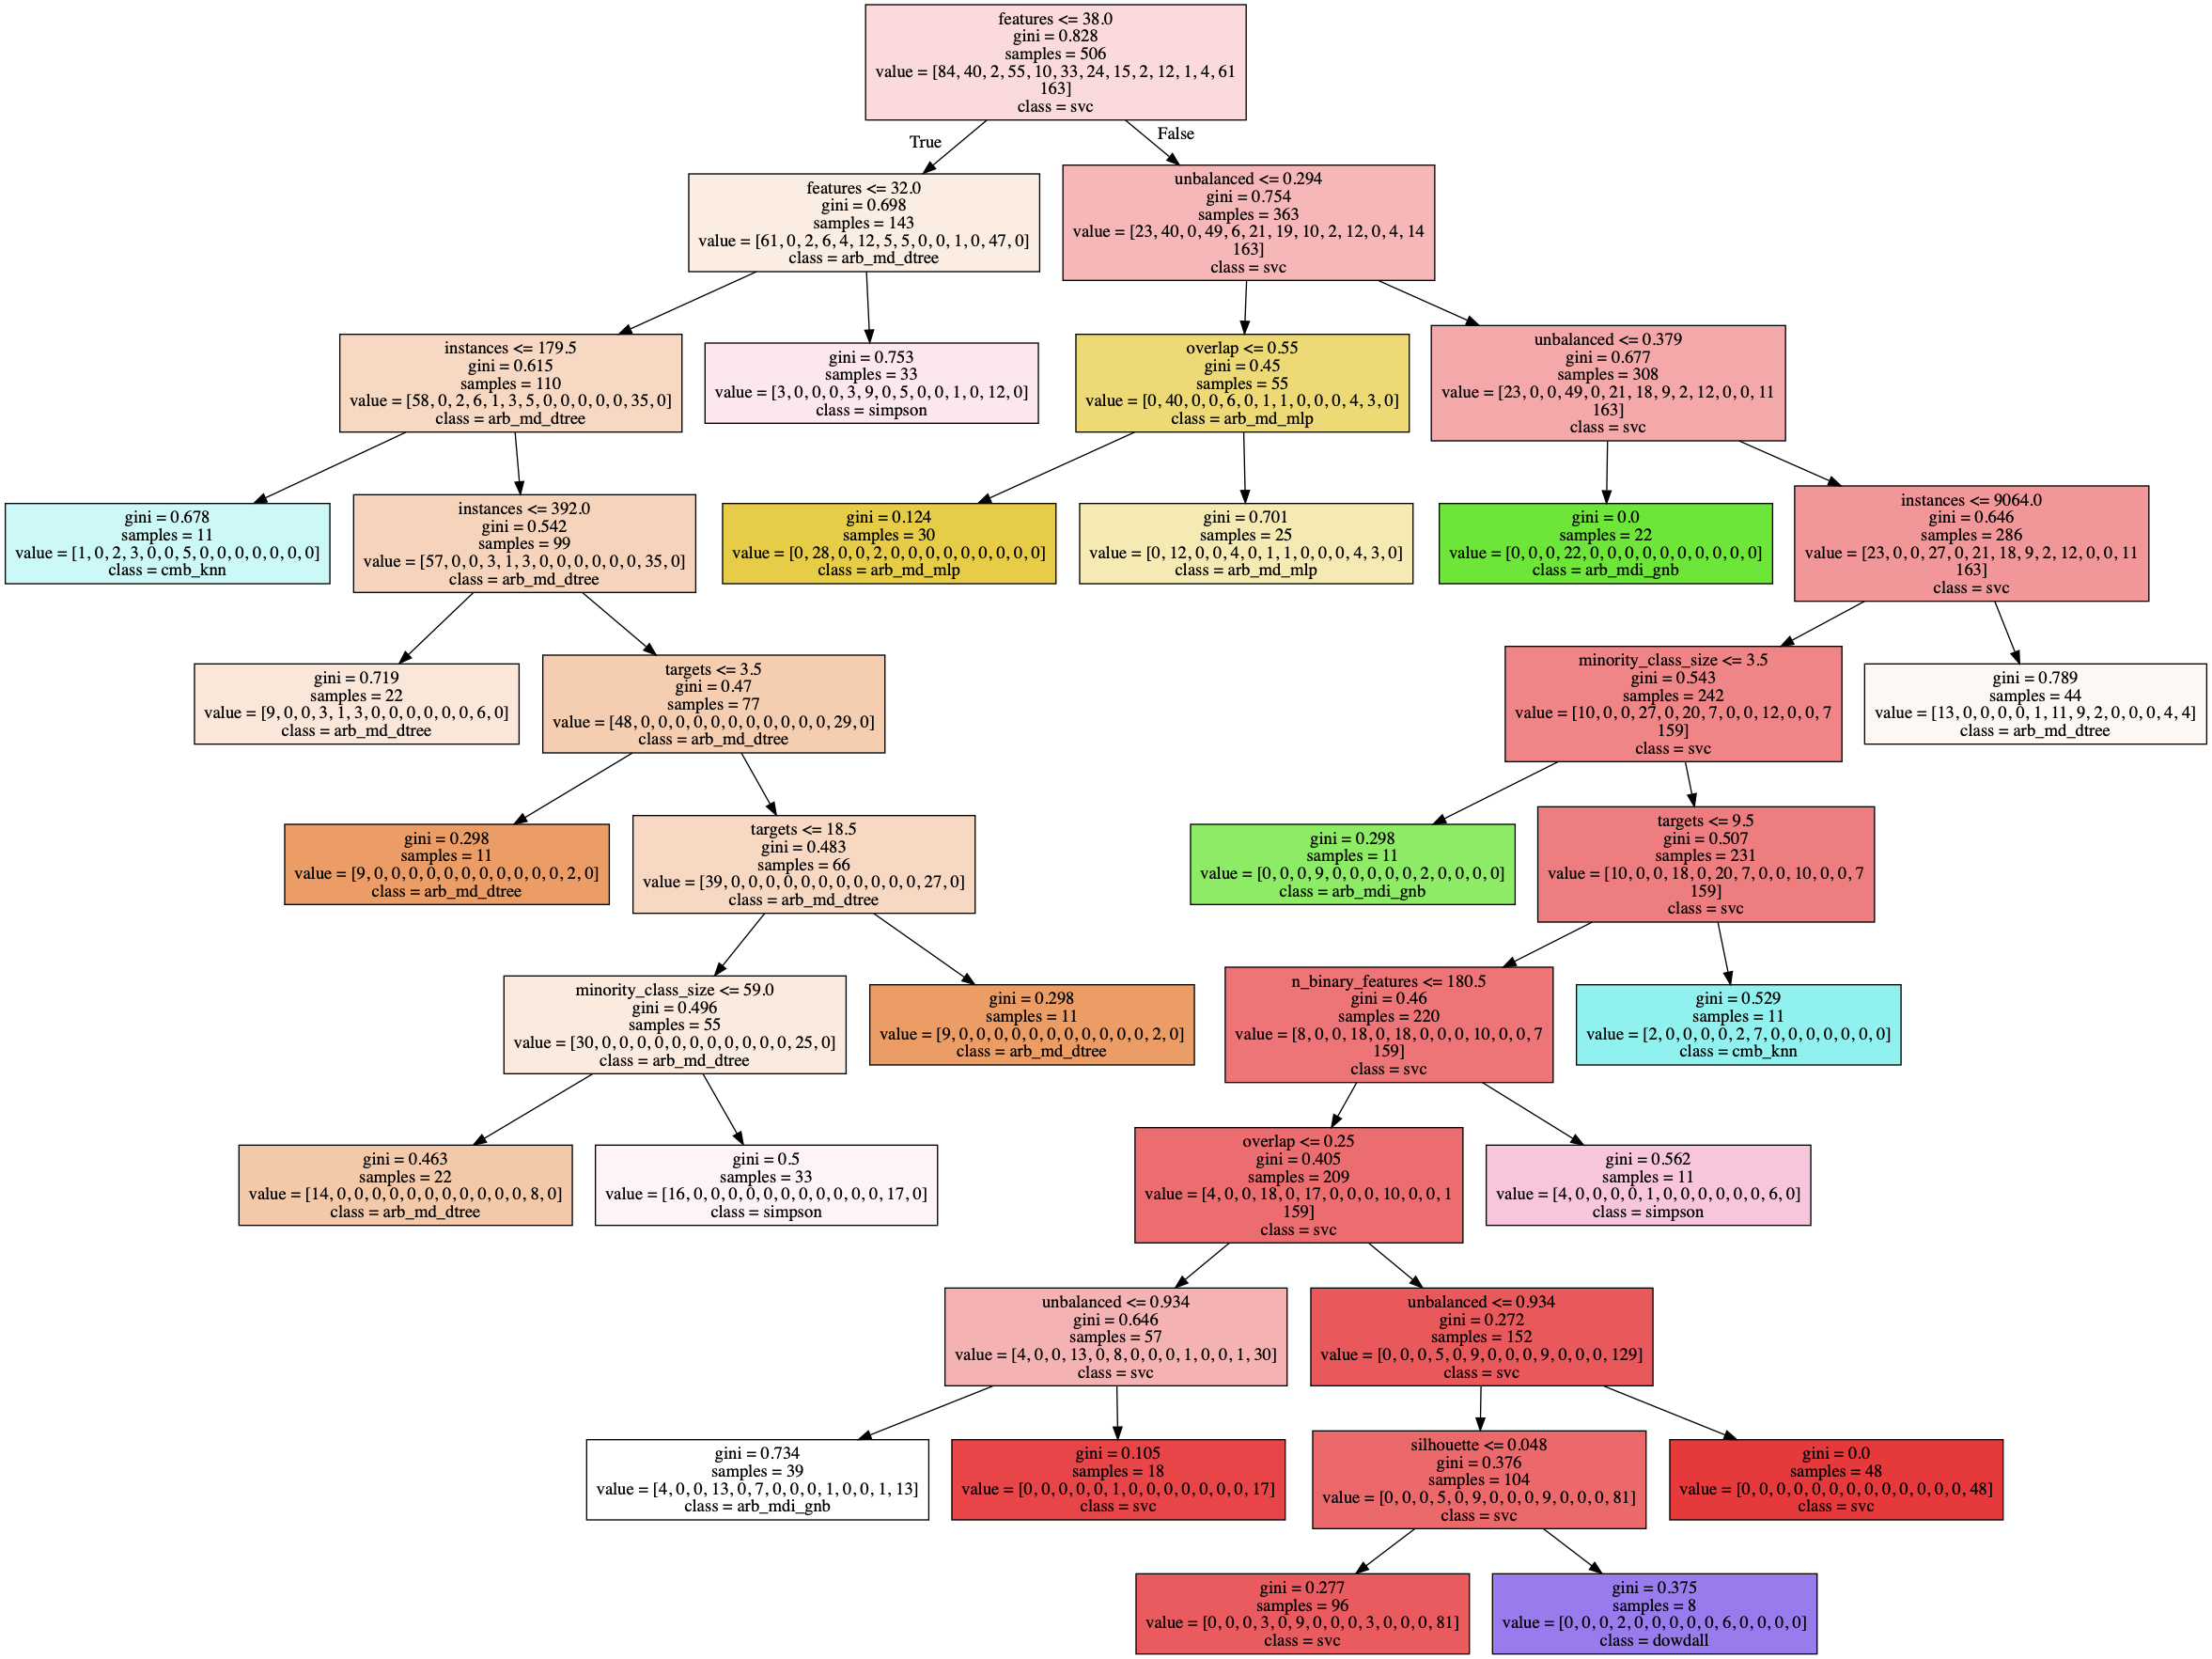 features <= 38.0
gini = 0.828
samples = 506
value = [84, 40, 2, 55, 10, 33, 24, 15, 2, 12, 1, 4, 61
163]
class = svc
True
False
features <= 32.0
gini = 0.698
samples = 143
value = [61, 0, 2, 6, 4, 12, 5, 5, 0, 0, 1, 0, 47, 0]
class = arb_md_dtree
unbalanced <= 0.294
gini = 0.754
samples = 363
value = [23, 40, 0, 49, 6, 21, 19, 10, 2, 12, 0, 4, 14
163]
class = svc
instances <= 179.5
gini = 0.615
samples = 110
value = [58, 0, 2, 6, 1, 3, 5, 0, 0, 0, 0, 0, 35, 0]
class = arb_md_dtree
gini = 0.753
samples = 33
value = [3, 0, 0, 0, 3, 9, 0, 5, 0, 0, 1, 0, 12, 0]
class = simpson
overlap <= 0.55
gini = 0.45
samples = 55
value = [0, 40, 0, 0, 6, 0, 1, 1, 0, 0, 0, 4, 3, 0]
class = arb_md_mlp
unbalanced <= 0.379
gini = 0.677
samples = 308
value = [23, 0, 0, 49, 0, 21, 18, 9, 2, 12, 0, 0, 11
163]
class = svc
gini = 0.678
samples = 11
value = [1, 0, 2, 3, 0, 0, 5, 0, 0, 0, 0, 0, 0, 0]
class = cmb_knn
instances <= 392.0
gini = 0.542
samples = 99
value = [57, 0, 0, 3, 1, 3, 0, 0, 0, 0, 0, 0, 35, 0]
class = arb_md_dtree
gini = 0.124
samples = 30
value = [0, 28, 0, 0, 2, 0, 0, 0, 0, 0, 0, 0, 0, 0]
class = arb_md_mlp
gini = 0.701
samples = 25
value = [0, 12, 0, 0, 4, 0, 1, 1, 0, 0, 0, 4, 3, 0]
class = arb_md_mlp
gini = 0.0
samples = 22
value = [0, 0, 0, 22, 0, 0, 0, 0, 0, 0, 0, 0, 0, 0]
class = arb_mdi_gnb
instances <= 9064.0
gini = 0.646
samples = 286
value = [23, 0, 0, 27, 0, 21, 18, 9, 2, 12, 0, 0, 11
163]
class = svc
gini = 0.719
samples = 22
value = [9, 0, 0, 3, 1, 3, 0, 0, 0, 0, 0, 0, 6, 0]
class = arb_md_dtree
targets <= 3.5
gini = 0.47
samples = 77
value = [48, 0, 0, 0, 0, 0, 0, 0, 0, 0, 0, 0, 29, 0]
class = arb_md_dtree
minority_class_size <= 3.5
gini = 0.543
samples = 242
value = [10, 0, 0, 27, 0, 20, 7, 0, 0, 12, 0, 0, 7
159]
class = svc
gini = 0.789
samples = 44
value = [13, 0, 0, 0, 0, 1, 11, 9, 2, 0, 0, 0, 4, 4]
class = arb_md_dtree
gini = 0.298
samples = 11
value = [9, 0, 0, 0, 0, 0, 0, 0, 0, 0, 0, 0, 2, 0]
class = arb_md_dtree
targets <= 18.5
gini = 0.483
samples = 66
value = [39, 0, 0, 0, 0, 0, 0, 0, 0, 0, 0, 0, 27, 0]
class = arb_md_dtree
gini = 0.298
samples = 11
value = [0, 0, 0, 9, 0, 0, 0, 0, 0, 2, 0, 0, 0, 0]
class = arb_mdi_gnb
targets <= 9.5
gini = 0.507
samples = 231
value = [10, 0, 0, 18, 0, 20, 7, 0, 0, 10, 0, 0, 7
159]
class = svc
minority_class_size <= 59.0
gini = 0.496
samples = 55
value = [30, 0, 0, 0, 0, 0, 0, 0, 0, 0, 0, 0, 25, 0]
class = arb_md_dtree
gini = 0.298
samples = 11
value = [9, 0, 0, 0, 0, 0, 0, 0, 0, 0, 0, 0, 2, 0]
class = arb_md_dtree
n_binary_features <= 180.5
gini = 0.46
samples = 220
value = [8, 0, 0, 18, 0, 18, 0, 0, 0, 10, 0, 0, 7
159]
class = svc
gini = 0.529
samples = 11
value = [2, 0, 0, 0, 0, 2, 7, 0, 0, 0, 0, 0, 0, 0]
class = cmb_knn
gini = 0.463
samples = 22
value = [14, 0, 0, 0, 0, 0, 0, 0, 0, 0, 0, 0, 8, 0]
class = arb_md_dtree
gini = 0.5
samples = 33
value = [16, 0, 0, 0, 0, 0, 0, 0, 0, 0, 0, 0, 17, 0]
class = simpson
overlap <= 0.25
gini = 0.405
samples = 209
value = [4, 0, 0, 18, 0, 17, 0, 0, 0, 10, 0, 0, 1
159]
class = svc
gini = 0.562
samples = 11
value = [4, 0, 0, 0, 0, 1, 0, 0, 0, 0, 0, 0, 6, 0]
class = simpson
unbalanced <= 0.934
gini = 0.646
samples = 57
value = [4, 0, 0, 13, 0, 8, 0, 0, 0, 1, 0, 0, 1, 30]
class = svc
unbalanced <= 0.934
gini = 0.272
samples = 152
value = [0, 0, 0, 5, 0, 9, 0, 0, 0, 9, 0, 0, 0, 129]
class = svc
gini = 0.734
samples = 39
value = [4, 0, 0, 13, 0, 7, 0, 0, 0, 1, 0, 0, 1, 13]
class = arb_mdi_gnb
gini = 0.105
samples = 18
value = [0, 0, 0, 0, 0, 1, 0, 0, 0, 0, 0, 0, 0, 17]
class = svc
silhouette <= 0.048
gini = 0.376
samples = 104
value = [0, 0, 0, 5, 0, 9, 0, 0, 0, 9, 0, 0, 0, 81]
class = svc
gini = 0.0
samples = 48
value = [0, 0, 0, 0, 0, 0, 0, 0, 0, 0, 0, 0, 0, 48]
class = svc
gini = 0.277
samples = 96
value = [0, 0, 0, 3, 0, 9, 0, 0, 0, 3, 0, 0, 0, 81]
class = svc
gini = 0.375
samples = 8
value = [0, 0, 0, 2, 0, 0, 0, 0, 0, 6, 0, 0, 0, 0]
class = dowdall